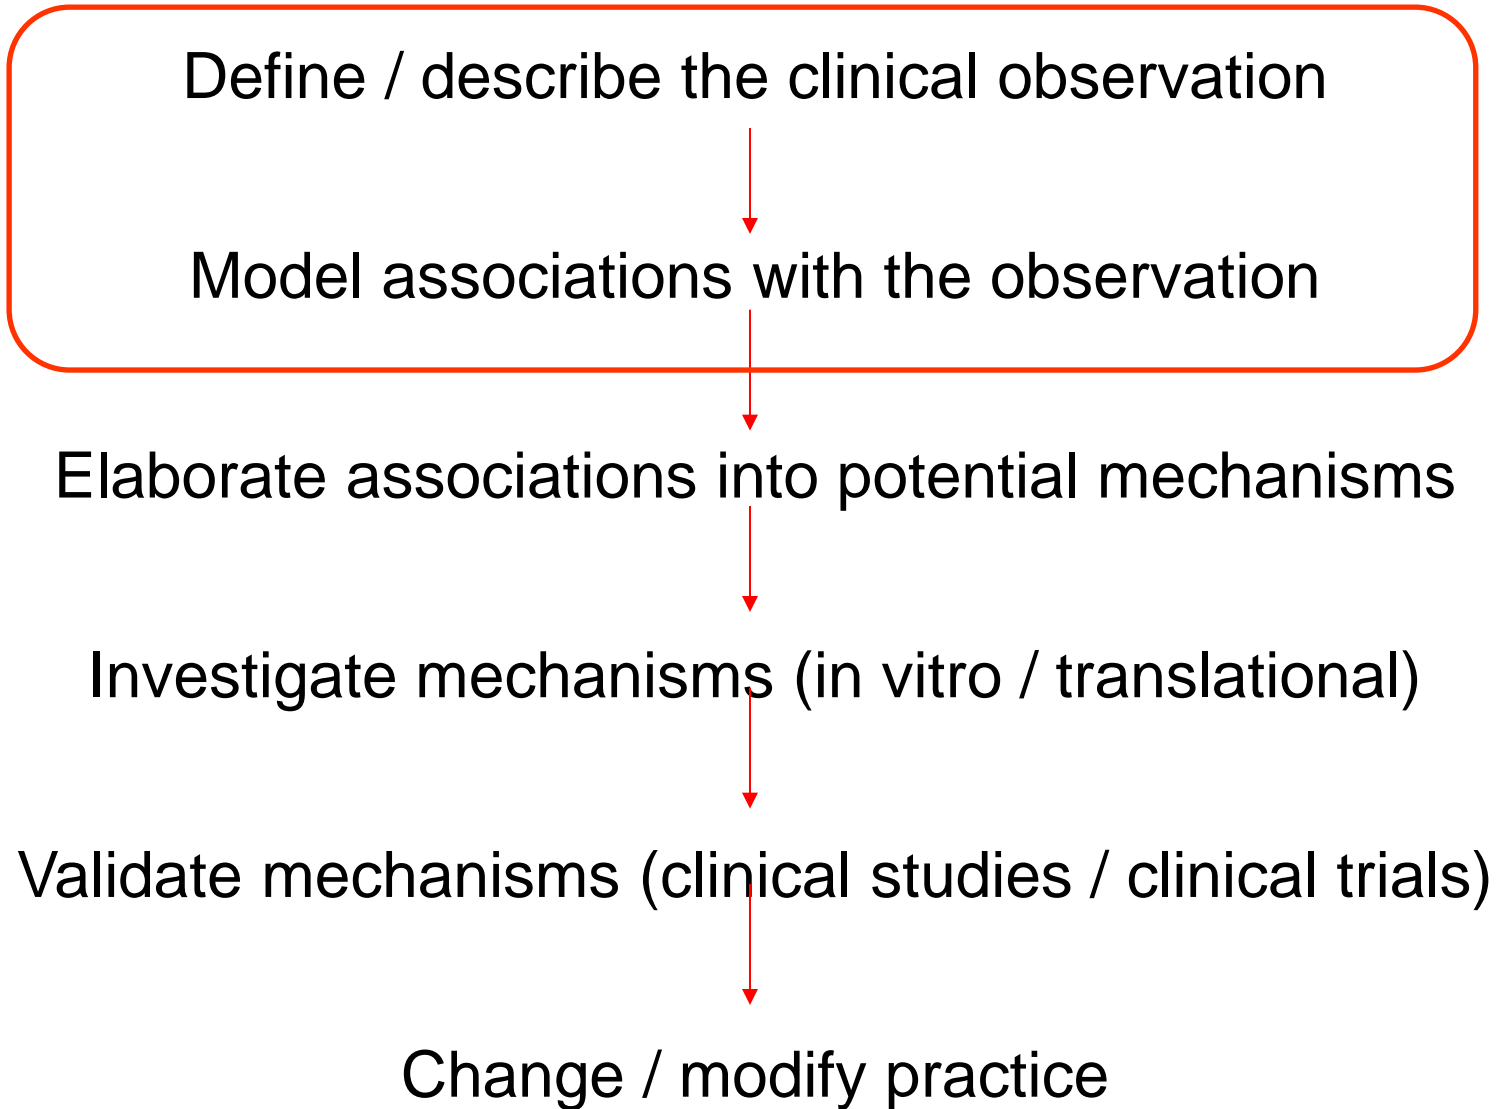 Define / describe the clinical observation
Model associations with the observation
Elaborate associations into potential mechanisms
Investigate mechanisms (in vitro / translational)
Validate mechanisms (clinical studies / clinical trials)
Change / modify practice